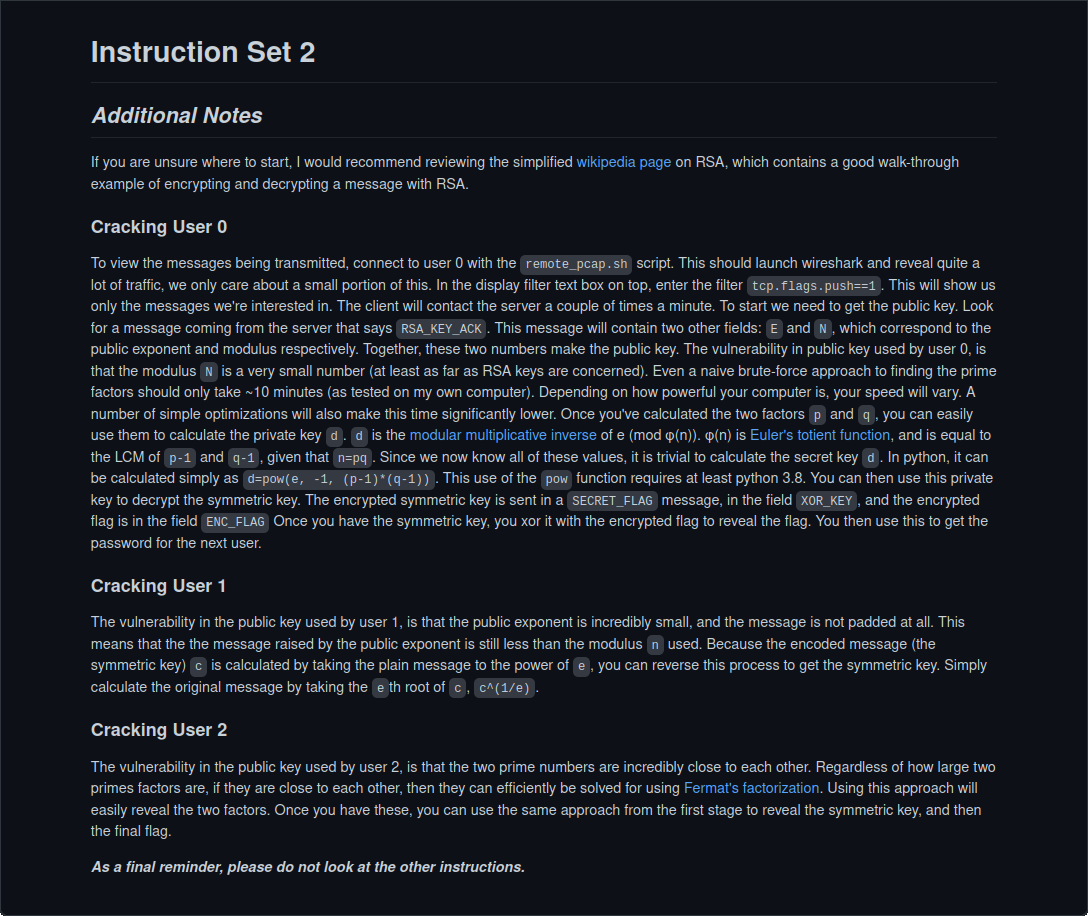 Instruction Set 2
Additional Notes
If you are unsure where to start, I would recommend reviewing the simplified wikipedia page on RSA, which contains a good walk-through
example of encrypting and decrypting a message with RSA.
Cracking User 0
To view the messages being transmitted, connect to user 0 with the remote_pcap.sh script. This should launch wireshark and reveal quite a
lot of traffic, we only care about a small portion of this. In the display filter text box on top, enter the filter tcp.flags.push==1. This will show us
only the messages we're interested in. The client will contact the server a couple of times a minute. To start we need to get the public key. Look
for a message coming from the server that says RSA_KEY_ACK. This message will contain two other fields: E and N, which correspond to the
public exponent and modulus respectively. Together, these two numbers make the public key. The vulnerability in public key used by user 0, is
that the modulus N is a very small number (at least as far as RSA keys are concerned). Even a naive brute-force approach to finding the prime
factors should only take ~10 minutes (as tested on my own computer). Depending on how powerful your computer is, your speed will vary. A
number of simple optimizations will also make this time significantly lower. Once you've calculated the two factors p and q, you can easily
use them to calculate the private key d. d is the modular multiplicative inverse of e (mod φ(n)). φ(n) is Euler's totient function, and is equal to
the LCM of p-1 and q-1, given that n=pq. Since we now know all of these values, it is trivial to calculate the secret key d. In python, it can
be calculated simply as d=pow(e, -1, (p-1)*(q-1)). This use of the pow function requires at least python 3.8. You can then use this private
key to decrypt the symmetric key. The encrypted symmetric key is sent in a SECRET_FLAG message, in the field XOR_KEY, and the encrypted
flag is in the field ENC_FLAG Once you have the symmetric key, you xor it with the encrypted flag to reveal the flag. You then use this to get the
password for the next user.
Cracking User 1
The vulnerability in the public key used by user 1, is that the public exponent is incredibly small, and the message is not padded at all. This
means that the the message raised by the public exponent is still less than the modulus n used. Because the encoded message (the
symmetric key) c is calculated by taking the plain message to the power of e, you can reverse this process to get the symmetric key. Simply
calculate the original message by taking the eth root of c, c^(1/e).
Cracking User 2
The vulnerability in the public key used by user 2, is that the two prime numbers are incredibly close to each other. Regardless of how large two
primes factors are, if they are close to each other, then they can efficiently be solved for using Fermat's factorization. Using this approach will
easily reveal the two factors. Once you have these, you can use the same approach from the first stage to reveal the symmetric key, and then
the final flag.
As a final reminder, please do not look at the other instructions.